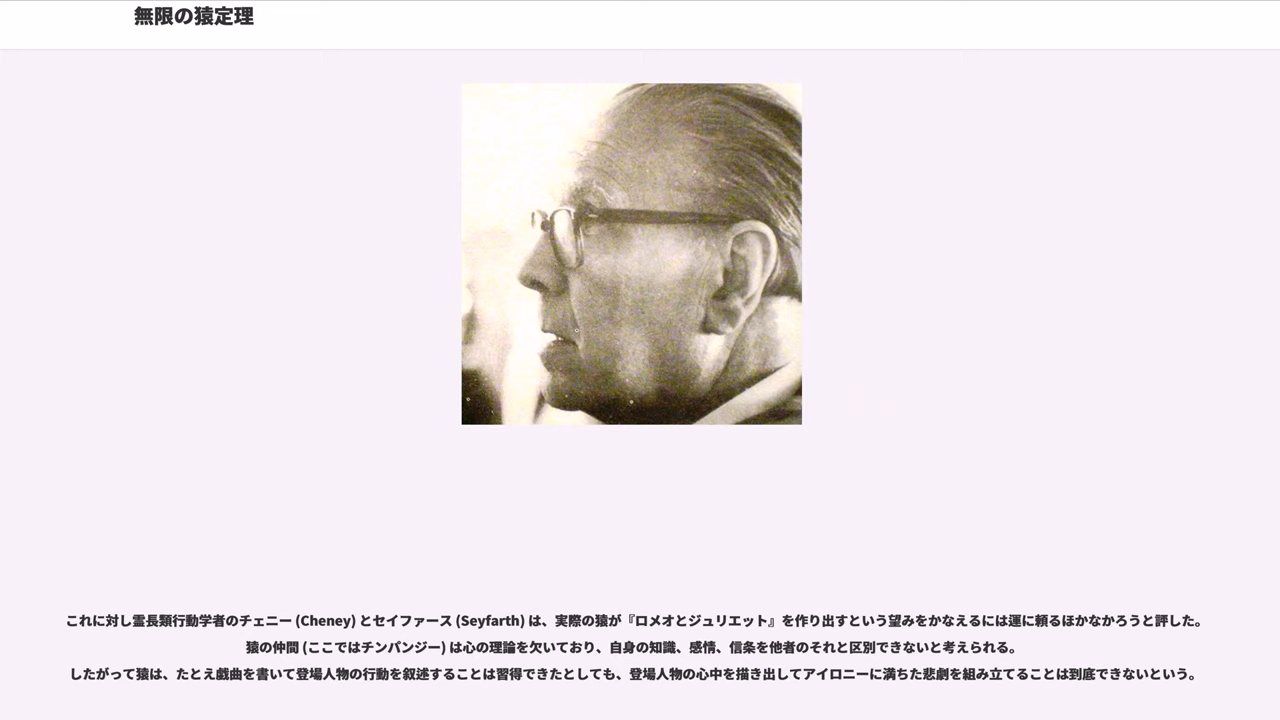 無限の猿定理
これに対し霊長類行動学者のチェニー (Cheney) とセイファース (Seyfarth) は、実際の猿が『ロメオとジュリエット』を作り出すという望みをかなえるには運に頼るほかなかろうと評した。
猿の仲間 (ここではチンパンジー) は心の理論を欠いており、自身の知識、感情、信条を他者のそれと区別できないと考えられる。
したがって猿は、たとえ戯曲を書いて登場人物の行動を叙述することは習得できたとしても、登場人物の心中を描き出してアイロニーに満ちた悲劇を組み立てることは到底できないという。